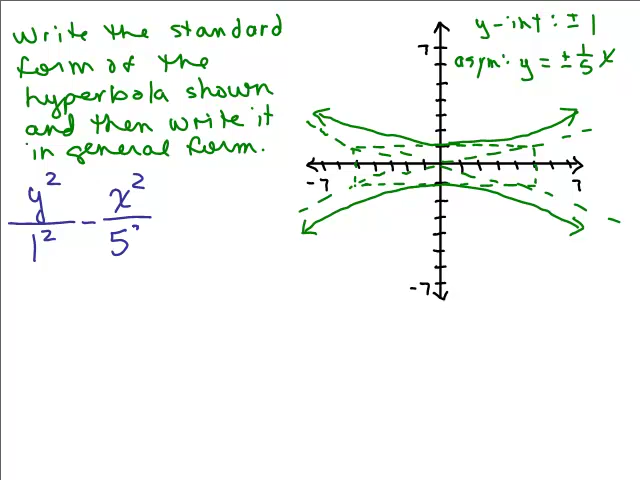 Write the standard
form of the
hyperbola shown
and then write it
in general form.
y-int: ± 1
asym: y = ± 1/5 x
7
-7
7
-7
y²/1² - x²/5²